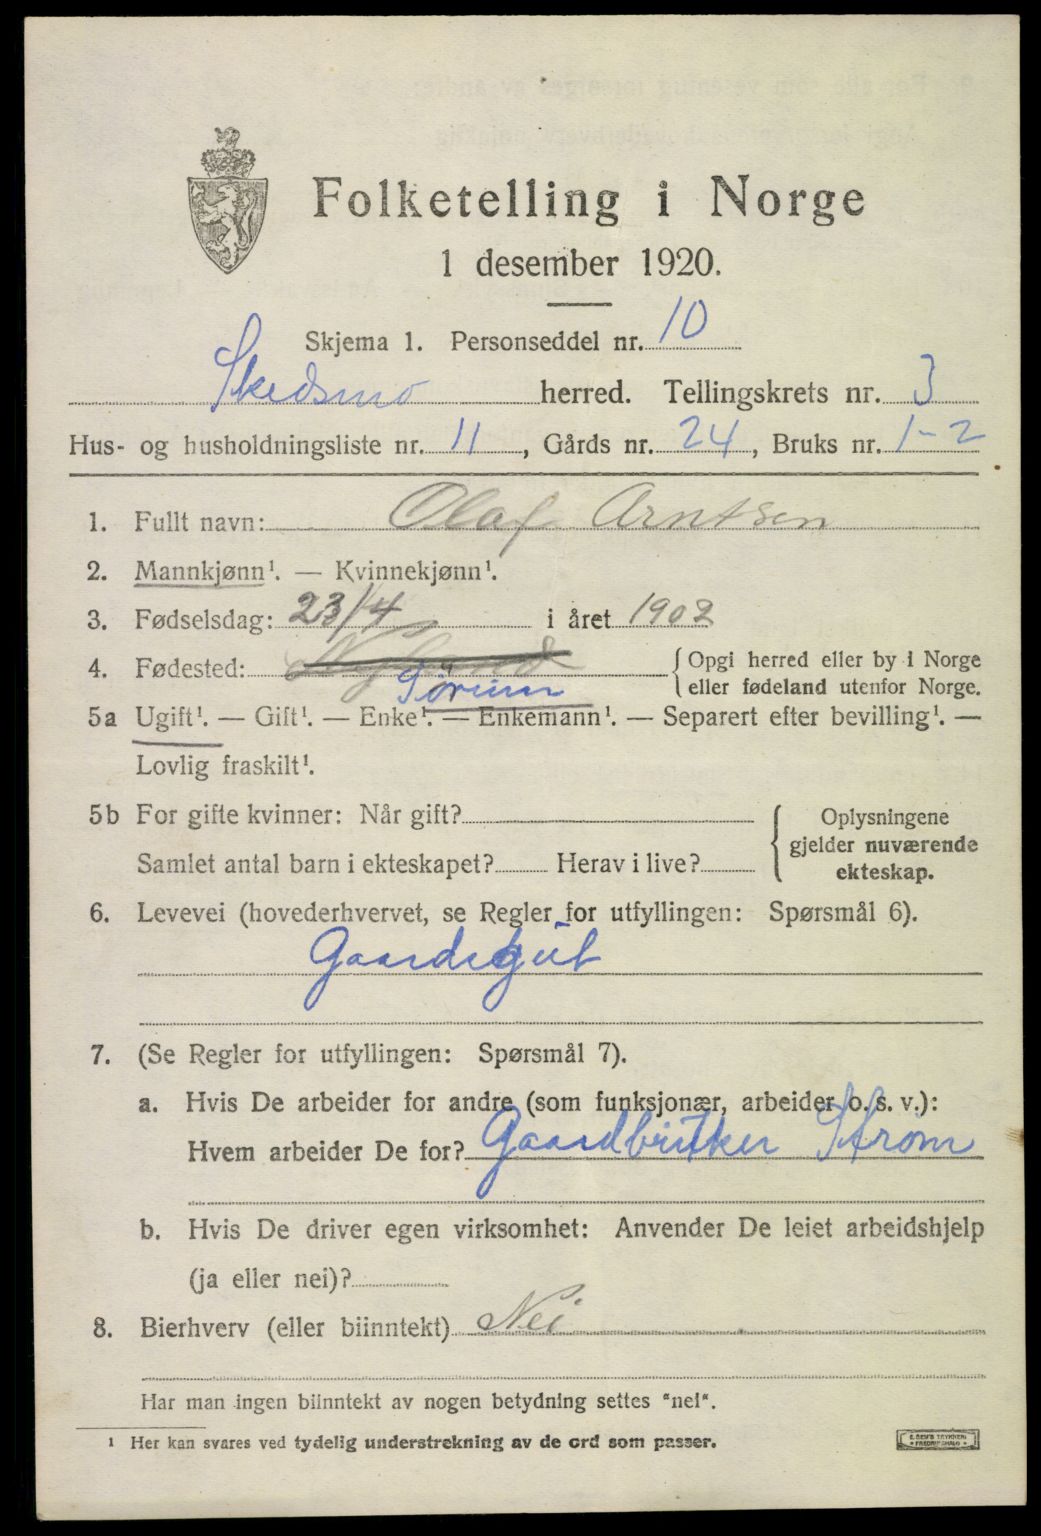 Folketelling i Norge
1 desember 1920.
Skjema 1. Personseddel nr. 10
Skedsmo herred. Tellingskrets nr. 3
Hus- og husholdningsliste nr. 11, Gårds nr. 24, Bruks nr. 1-2
1. Fullt navn: Olaf Arntsen
2. Mannkjønn¹. — Kvinnekjønn¹.
3. Fødselsdag: 23/4 i året 1902
4. Fødested: {Opgi herred eller by i Norge
Sörum eller fødeland utenfor Norge.
5a Ugift¹. — Gift¹. — Enke¹. — Enkemann¹. — Separert efter bevilling¹. —
Lovlig fraskilt¹.
5b For gifte kvinner: Når gift? Oplysningene
gjelder nuværende
Samlet antal barn i ekteskapet? Herav i live? ekteskap.
6. Levevei (hovederhvervet, se Regler for utfyllingen: Spørsmål 6).
Gaardsgut
7. (Se Regler for utfyllingen: Spørsmål 7).
a. Hvis De arbeider for andre (som funksjonær, arbeider o. s. v.):
Hvem arbeider De for? Gaardbruker Strøm
b. Hvis De driver egen virksomhet: Anvender De leiet arbeidshjelp
(ja eller nei)?
8. Bierhverv (eller biinntekt) Nei
Har man ingen biinntekt av nogen betydning settes "nei".
¹ Her kan svares ved tydelig understrekning av de ord som passer.